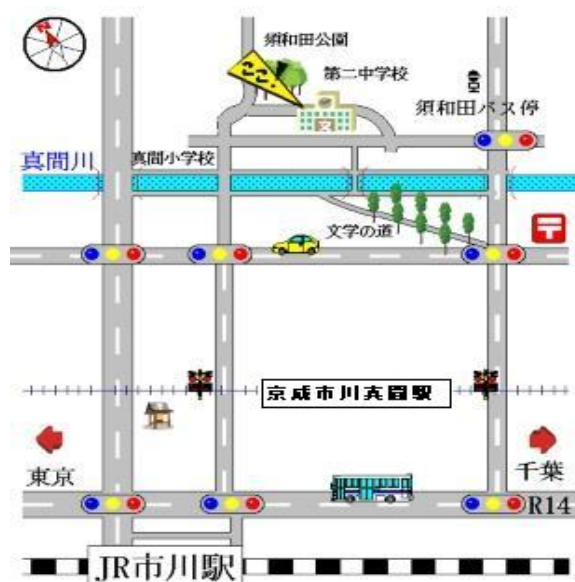 須和田公園
ここ!
第二中学校
須和田バス停
真間川
真間小学校
文学の道
〒
京成市川真間駅
東京
千葉
R14
JR市川駅